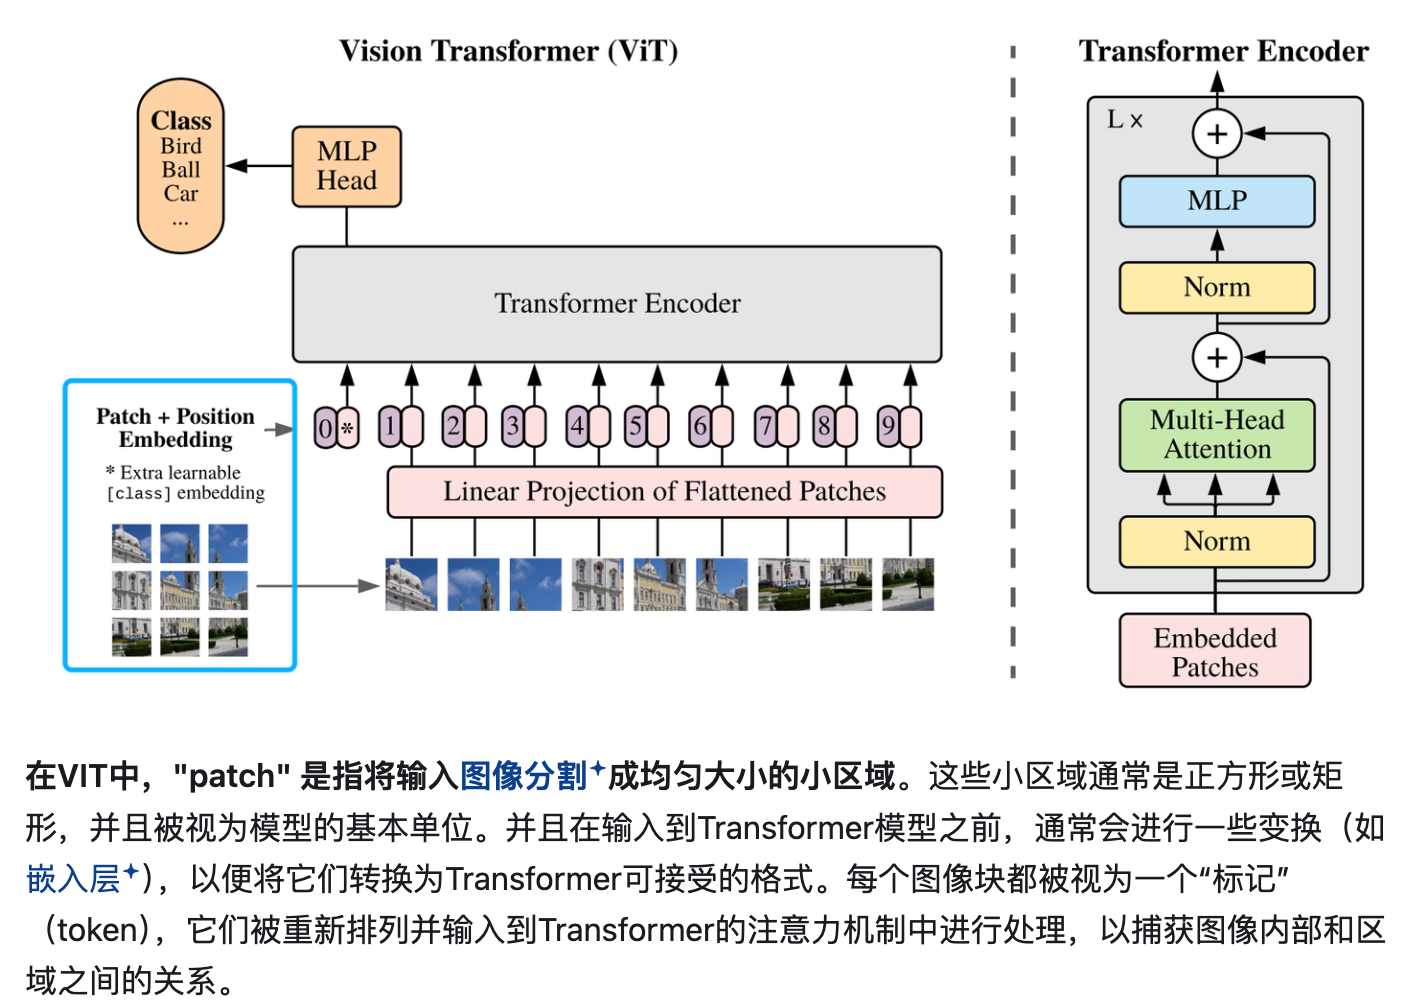 Vision Transformer (ViT)
Class
Bird
Ball
Car
...
MLP
Head
Transformer Encoder
Patch + Position
Embedding
* Extra learnable
[class] embedding
0 * 1 2 3 4 5 6 7 8 9
Linear Projection of Flattened Patches
Transformer Encoder
L ×
+
MLP
Norm
+
Multi-Head
Attention
Norm
Embedded
Patches
在VIT中，"patch" 是指将输入图像分割成均匀大小的小区域。这些小区域通常是正方形或矩
形，并且被视为模型的基本单位。并且在输入到Transformer模型之前，通常会进行一些变换（如
嵌入层），以便将它们转换为Transformer可接受的格式。每个图像块都被视为一个“标记”
（token），它们被重新排列并输入到Transformer的注意力机制中进行处理，以捕获图像内部和区
域之间的关系。